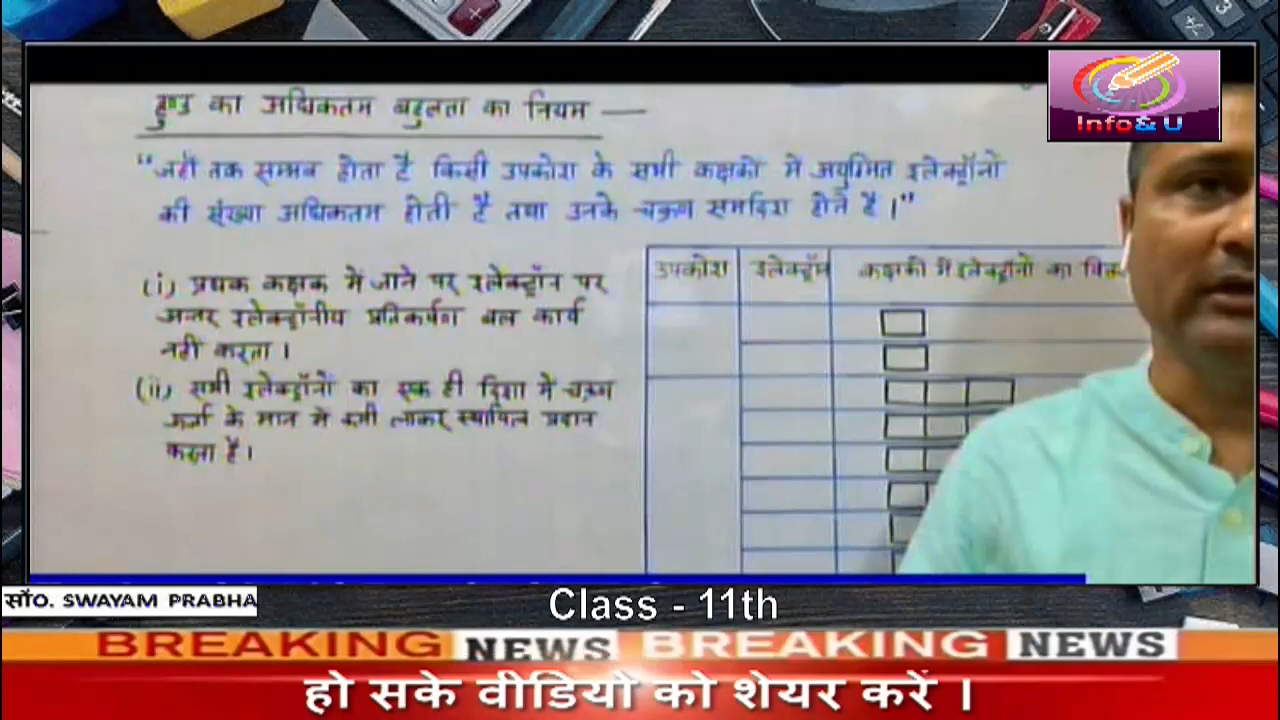 Info& U
हुण्ड का अधिकतम बहुलता का नियम —
"जहाँ तक सम्भव होता है किसी उपकोश के सभी कक्षकों में अयुग्मित इलेक्ट्रॉनों
की संख्या अधिकतम होती है तथा उनके चक्रण समदिश होते है।"
(i) प्रथक कक्षक में जाने पर इलेक्ट्रॉन पर
अन्तर इलेक्ट्रॉनीय प्रतिकर्षण बल कार्य
नहीं करता।
(ii) सभी इलेक्ट्रॉनों का एक ही दिशा में चक्रण
ऊर्जा के मान में कमी लाकर स्थायित्व प्रदान
करता है।
उपकोश इलेक्ट्रॉन कक्षकों में इलेक्ट्रॉनों का
सॉO. SWAYAM PRABHA
Class - 11th
BREAKING NEWS BREAKING NEWS
हो सके वीडियो को शेयर करें ।